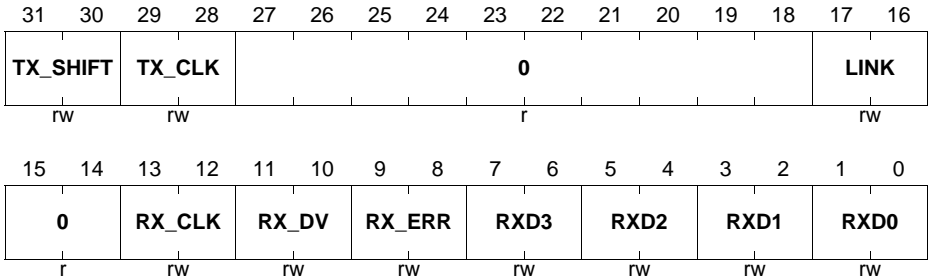 31 30 29 28 27 26 25 24 23 22 21 20 19 18 17 16
TX_SHIFT TX_CLK 0 LINK
rw rw r rw
15 14 13 12 11 10 9 8 7 6 5 4 3 2 1 0
0 RX_CLK RX_DV RX_ERR RXD3 RXD2 RXD1 RXD0
r rw rw rw rw rw rw rw